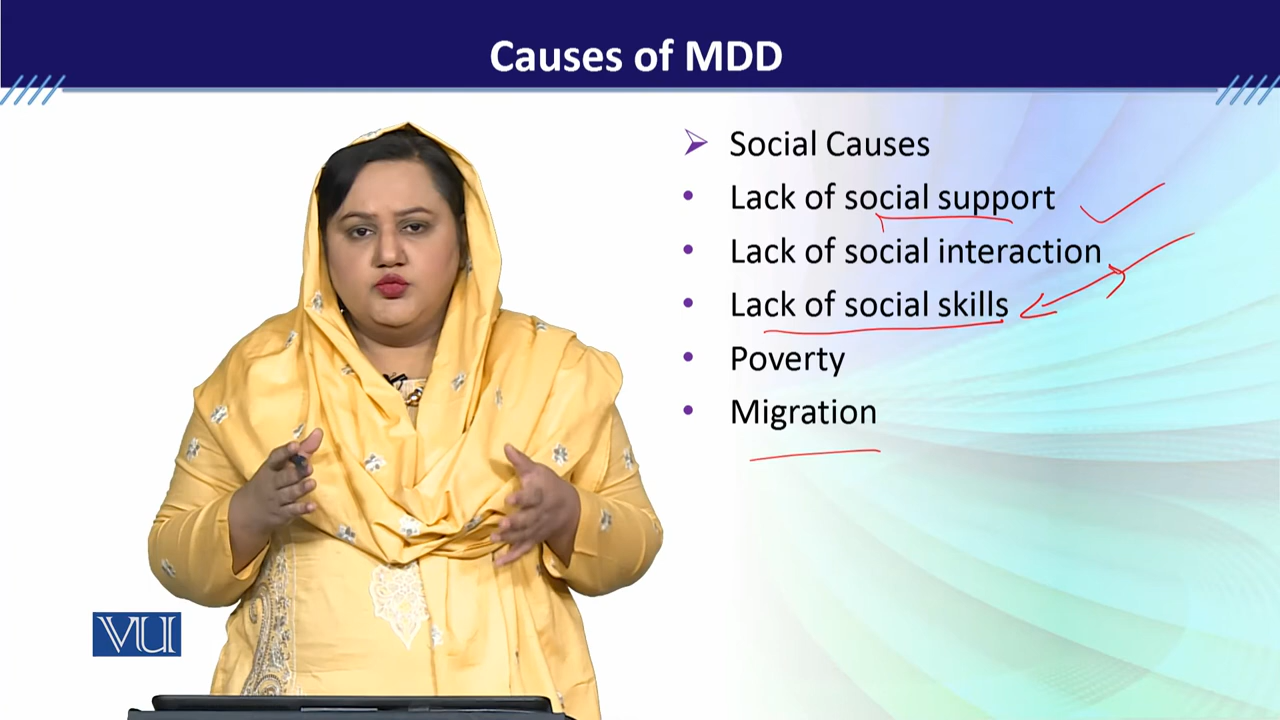 Causes of MDD
Social Causes
Lack of social support
Lack of social interaction
Lack of social skills
Poverty
Migration
VU